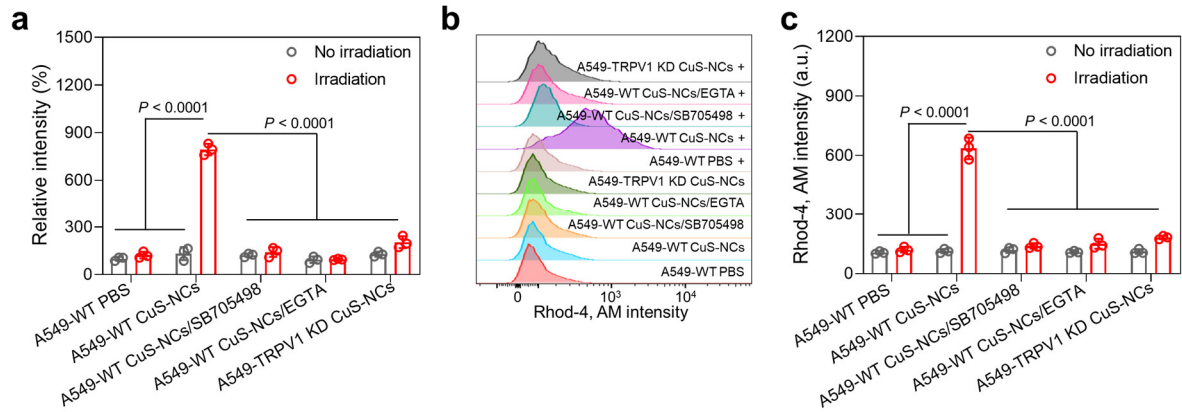 a
Relative intensity (%)
1500
1200
900
600
300
0
No irradiation
Irradiation
P < 0.0001
P < 0.0001
A549-WT PBS
A549-WT CuS-NCs
A549-WT CuS-NCs/SB705498
A549-WT CuS-NCs/EGTA
A549-TRPV1 KD CuS-NCs
b
A549-TRPV1 KD CuS-NCs +
A549-WT CuS-NCs/EGTA +
A549-WT CuS-NCs/SB705498 +
A549-WT CuS-NCs +
A549-WT PBS +
A549-TRPV1 KD CuS-NCs
A549-WT CuS-NCs/EGTA
A549-WT CuS-NCs/SB705498
A549-WT CuS-NCs
A549-WT PBS
0 10³ 10⁴
Rhod-4, AM intensity
c
Rhod-4, AM intensity (a.u.)
1200
900
600
300
0
No irradiation
Irradiation
P < 0.0001
P < 0.0001
A549-WT PBS
A549-WT CuS-NCs
A549-WT CuS-NCs/SB705498
A549-WT CuS-NCs/EGTA
A549-TRPV1 KD CuS-NCs